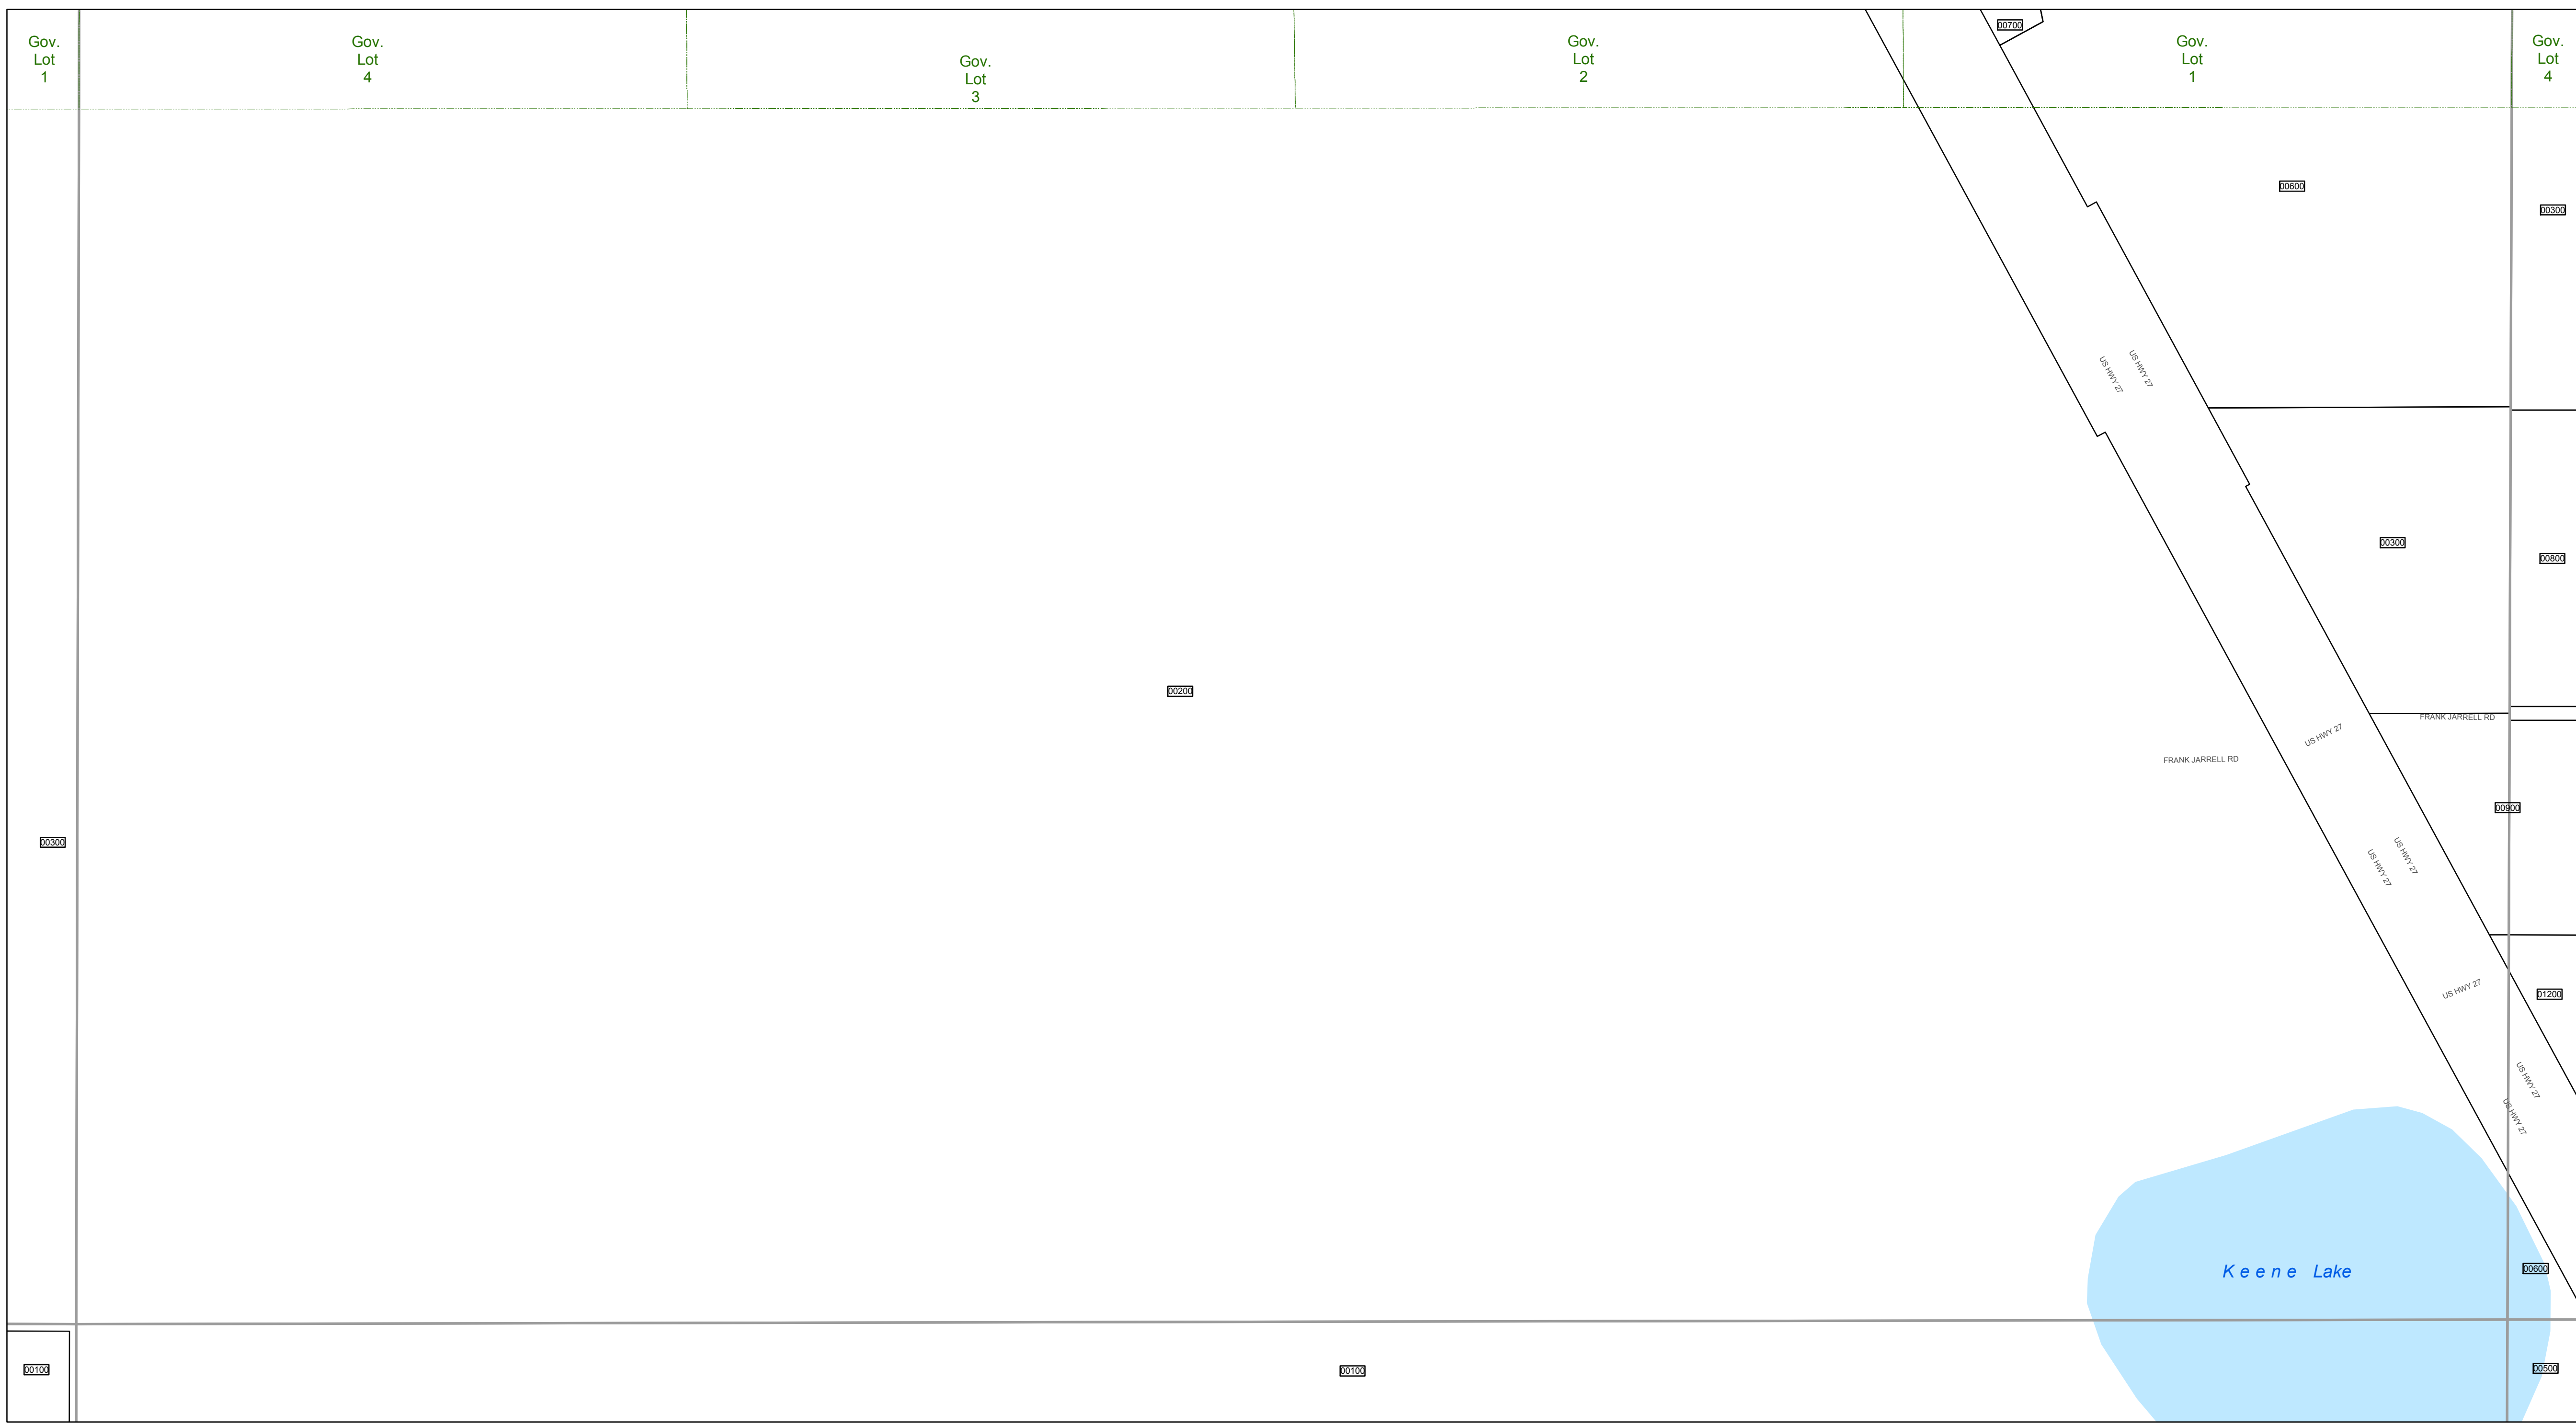 00700
Gov.
Lot
1
Gov.
Lot
4
Gov.
Lot
3
Gov.
Lot
2
Gov.
Lot
1
Gov.
Lot
4
00600
00300
US HWY 27
US HWY 27
00300
00800
00200
FRANK JARRELL RD
US HWY 27
FRANK JARRELL RD
00900
00300
US HWY 27
US HWY 27
US HWY 27
01200
US HWY 27
US HWY 27
Keene Lake
00600
00100
00100
00500